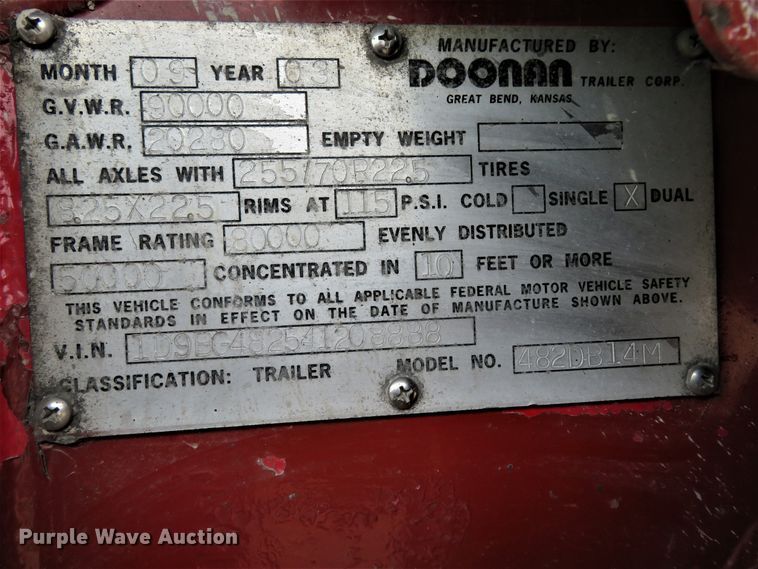 MANUFACTURED BY:
MONTH 09 YEAR 03 DOONAN TRAILER CORP.
G.V.W.R. 90000 GREAT BEND, KANSAS
G.A.W.R. 20280 EMPTY WEIGHT
ALL AXLES WITH 255/70R22.5 TIRES
8.25X22.5 RIMS AT 115 P.S.I. COLD SINGLE X DUAL
FRAME RATING 80000 EVENLY DISTRIBUTED
CONCENTRATED IN 10 FEET OR MORE
THIS VEHICLE CONFORMS TO ALL APPLICABLE FEDERAL MOTOR VEHICLE SAFETY
STANDARDS IN EFFECT ON THE DATE OF MANUFACTURE SHOWN ABOVE.
V.I.N. 1D9BG482541208888
CLASSIFICATION: TRAILER MODEL NO. 482DB14M
Purple Wave Auction